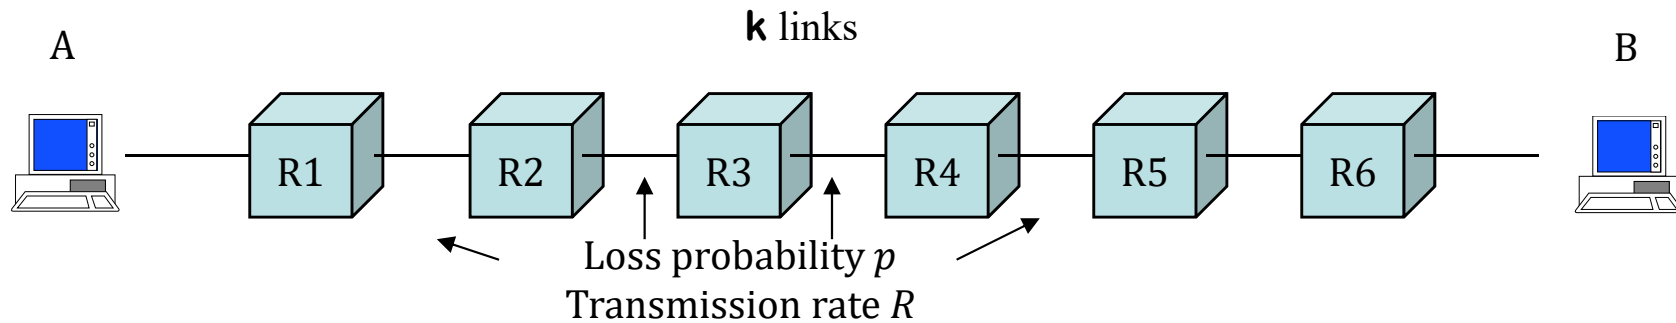 k links
A
B
R1 R2 R3 R4 R5 R6
Loss probability p
Transmission rate R